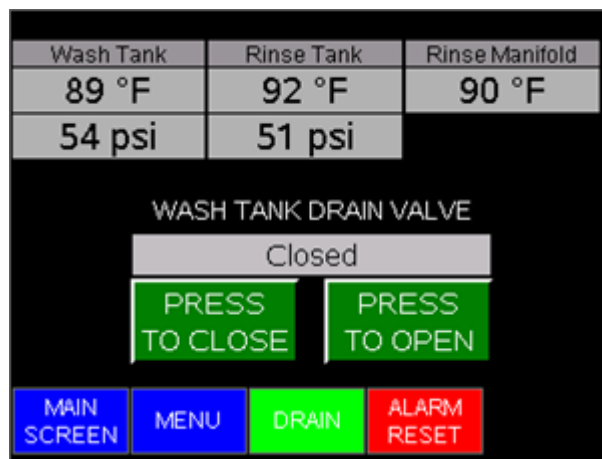 Wash Tank Rinse Tank Rinse Manifold
89 °F 92 °F 90 °F
54 psi 51 psi
WASH TANK DRAIN VALVE
Closed
PRESS
TO CLOSE
PRESS
TO OPEN
MAIN
SCREEN
MENU
DRAIN
ALARM
RESET